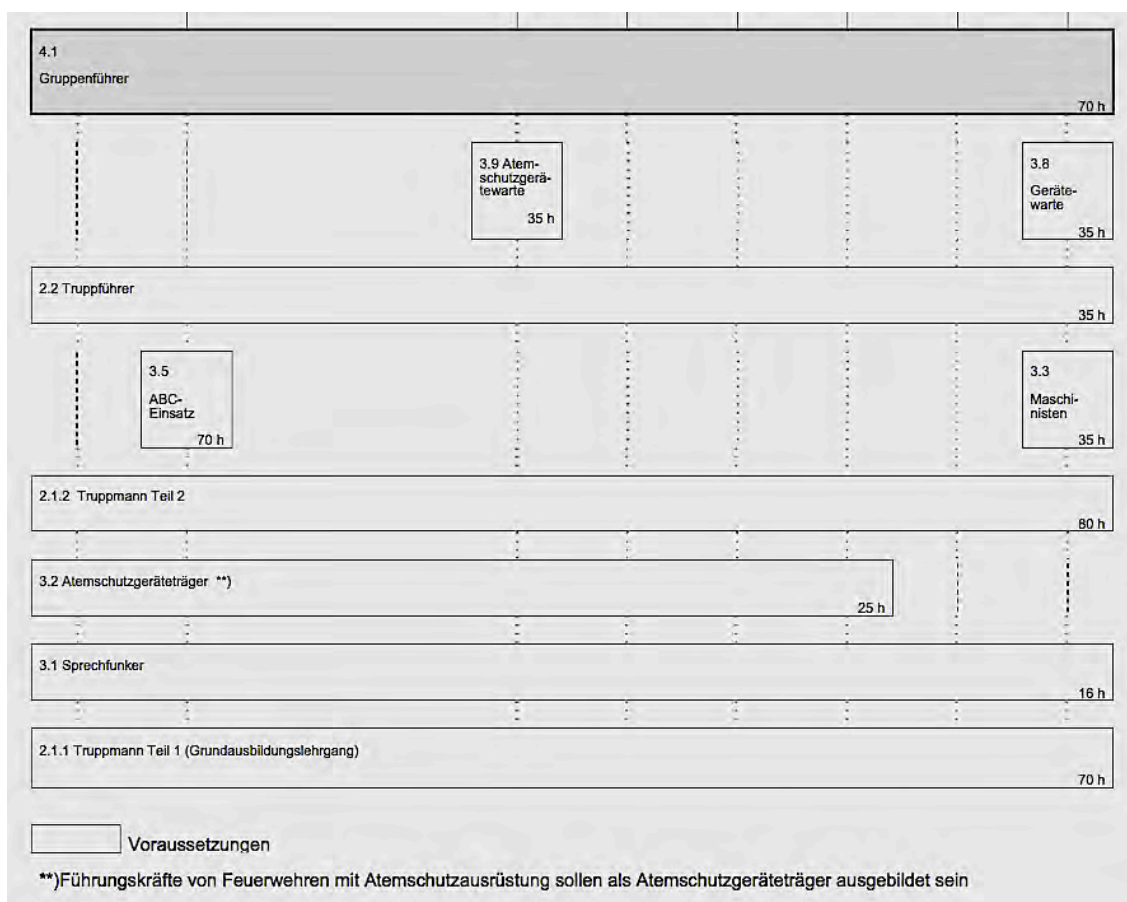 4.1
Gruppenführer
70 h
3.9 Atem-
schutzgerä-
tewarte
35 h
3.8
Geräte-
warte
35 h
2.2 Truppführer
35 h
3.5
ABC-
Einsatz
70 h
3.3
Maschi-
nisten
35 h
2.1.2 Truppmann Teil 2
80 h
3.2 Atemschutzgeräteträger **)
25 h
3.1 Sprechfunker
16 h
2.1.1 Truppmann Teil 1 (Grundausbildungslehrgang)
70 h
Voraussetzungen
**)Führungskräfte von Feuerwehren mit Atemschutzausrüstung sollen als Atemschutzgeräteträger ausgebildet sein